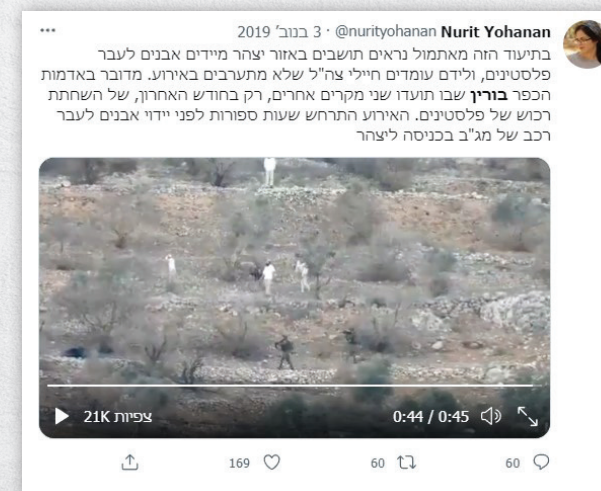 Nurit Yohanan @nurityohanan · 3 בנוב׳ 2019
בתיעוד הזה מאתמול נראים תושבים באזור יצהר מיידים אבנים לעבר
פלסטינים, ולידם עומדים חיילי צה"ל שלא מתערבים באירוע. מדובר באדמות
הכפר בורין שבו תועדו שני מקרים אחרים, רק בחודש האחרון, של השחתת
רכוש של פלסטינים. האירוע התרחש שעות ספורות לפני יידוי אבנים לעבר
רכב של מג"ב בכניסה ליצהר
21K צפיות
0:44 / 0:45
60
60
169